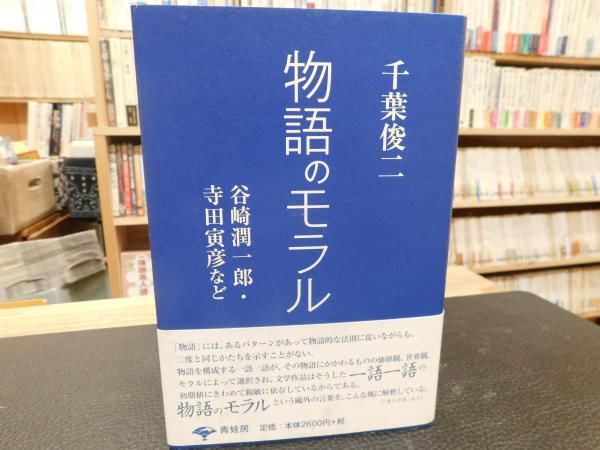 千葉俊二
物語のモラル
谷崎潤一郎・
寺田寅彦など
「物語」には、あるパターンがあって物語的な法則に従いながらも、
二度と同じかたちを示すことがない。
物語を構成する一語一語が、その物語にかかわるものの価値観、世界観、
モラルによって選択され、文学作品はそうした一語一語の
初期値にきわめて鋭敏に依存しているからである。
物語のモラルという鷗外の言葉を、こんな風に解釈している。
(「あとがき」より)
青蛙房 定価:本体2600円+税